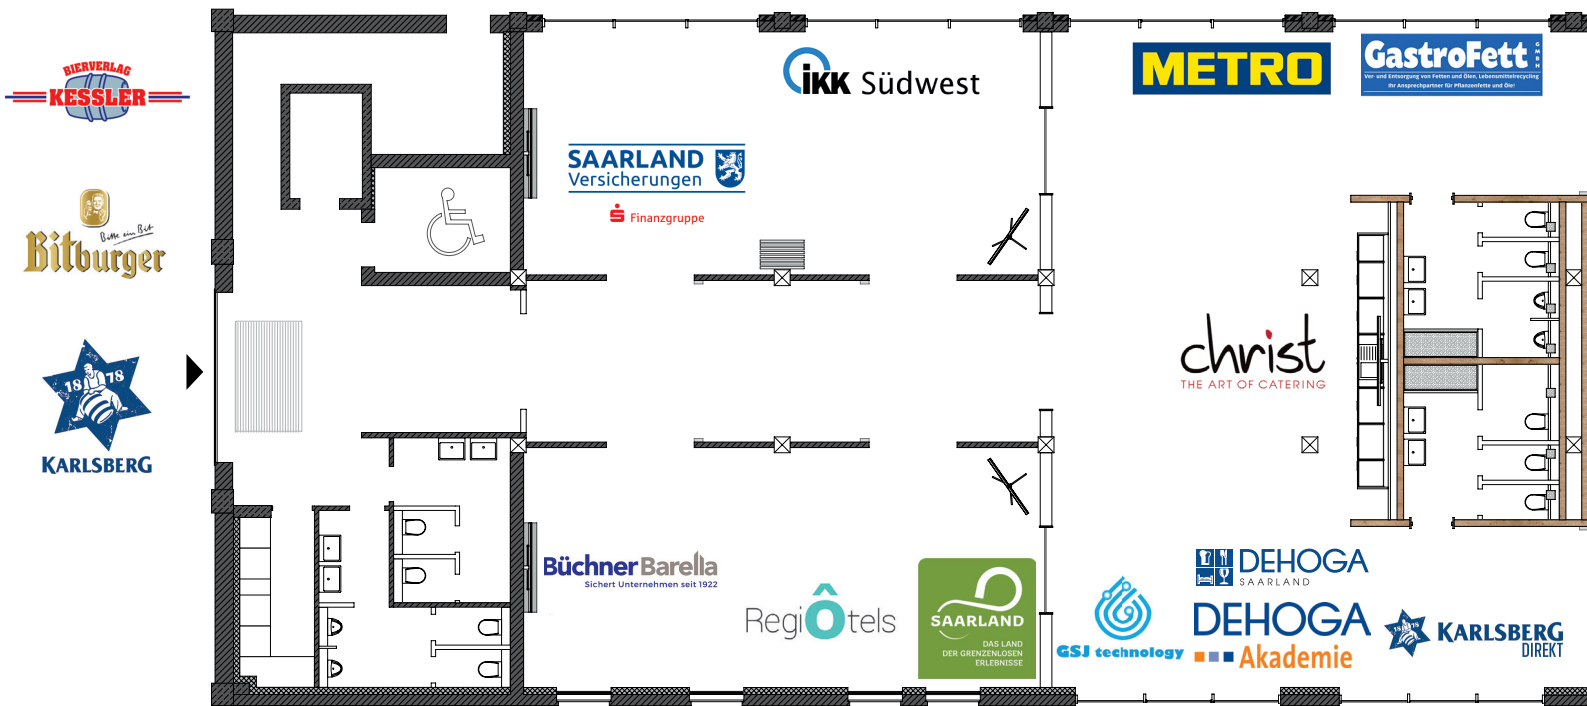 BIERVERLAG
KESSLER
Bitte ein Bit
Bitburger
18 78
KARLSBERG
iKK Südwest
SAARLAND
Versicherungen
Finanzgruppe
METRO
GastroFett
GMBH
Ver- und Entsorgung von Fetten und Ölen, Lebensmittelrecycling
Ihr Ansprechpartner für Pflanzenfette und Öle!
christ
THE ART OF CATERING
BüchnerBarella
Sichert Unternehmen seit 1922
RegiÔtels
SAARLAND
DAS LAND
DER GRENZENLOSEN
ERLEBNISSE
GSJ technology
DEHOGA
SAARLAND
DEHOGA
Akademie
1878
KARLSBERG
DIREKT